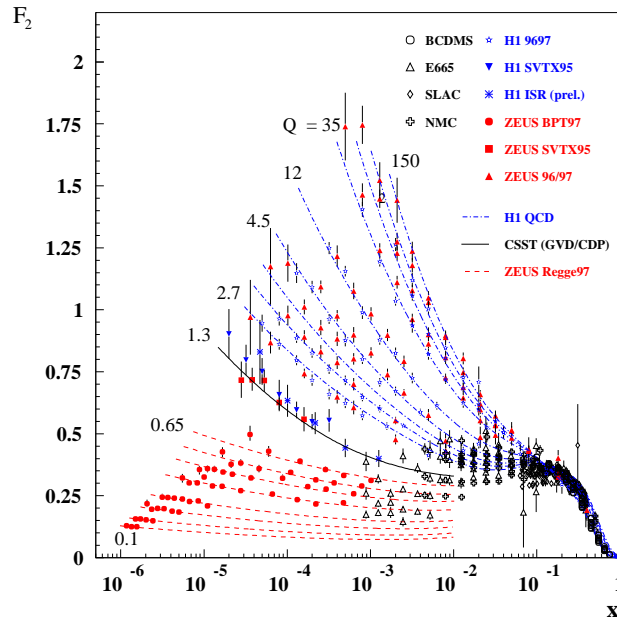 F2
BCDMS
E665
SLAC
NMC
H1 9697
H1 SVTX95
H1 ISR (prel.)
ZEUS BPT97
ZEUS SVTX95
ZEUS 96/97
H1 QCD
CSST (GVD/CDP)
ZEUS Regge97
2
1.75
1.5
1.25
1
0.75
0.5
0.25
0
Q = 35
2
150
12
4.5
2.7
1.3
0.65
0.1
10^-6
10^-5
10^-4
10^-3
10^-2
10^-1
1
x